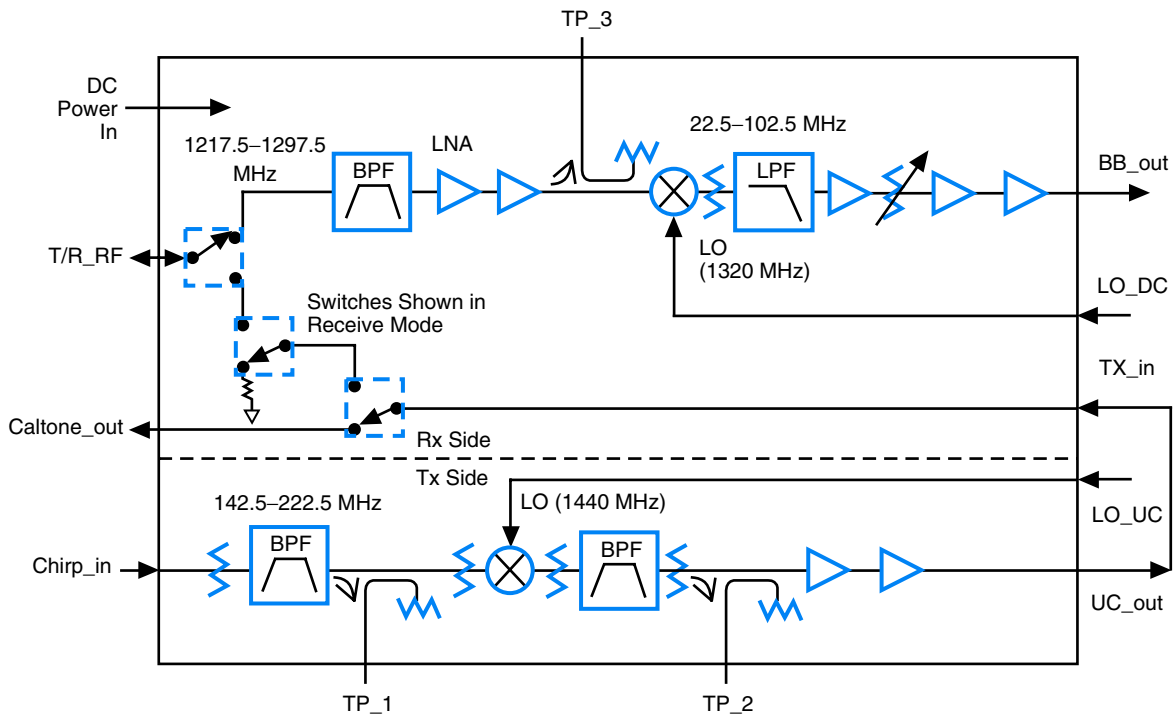 TP_3
DC
Power
In
1217.5–1297.5
MHz
BPF
LNA
22.5–102.5 MHz
LPF
BB_out
T/R_RF
LO
(1320 MHz)
LO_DC
Switches Shown in
Receive Mode
TX_in
Caltone_out
Rx Side
Tx Side
142.5–222.5 MHz
LO (1440 MHz)
LO_UC
BPF
BPF
Chirp_in
UC_out
TP_1
TP_2